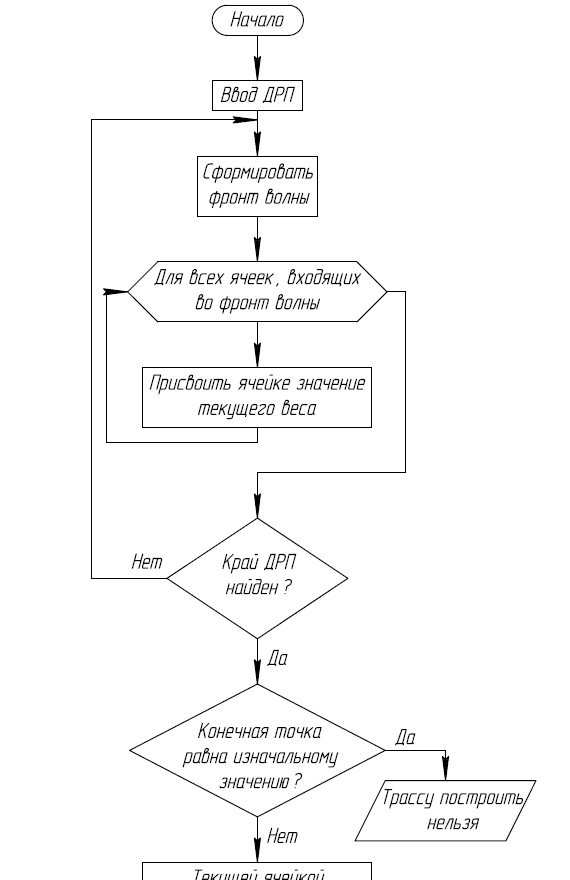 Начало
Ввод ДРП
Сформировать
фронт волны
Для всех ячеек, входящих
во фронт волны
Присвоить ячейке значение
текущего веса
Нет
Край ДРП
найден ?
Да
Конечная точка
равна изначальному
значению ?
Да
Трассу построить
нельзя
Нет
Текущей ячейкой